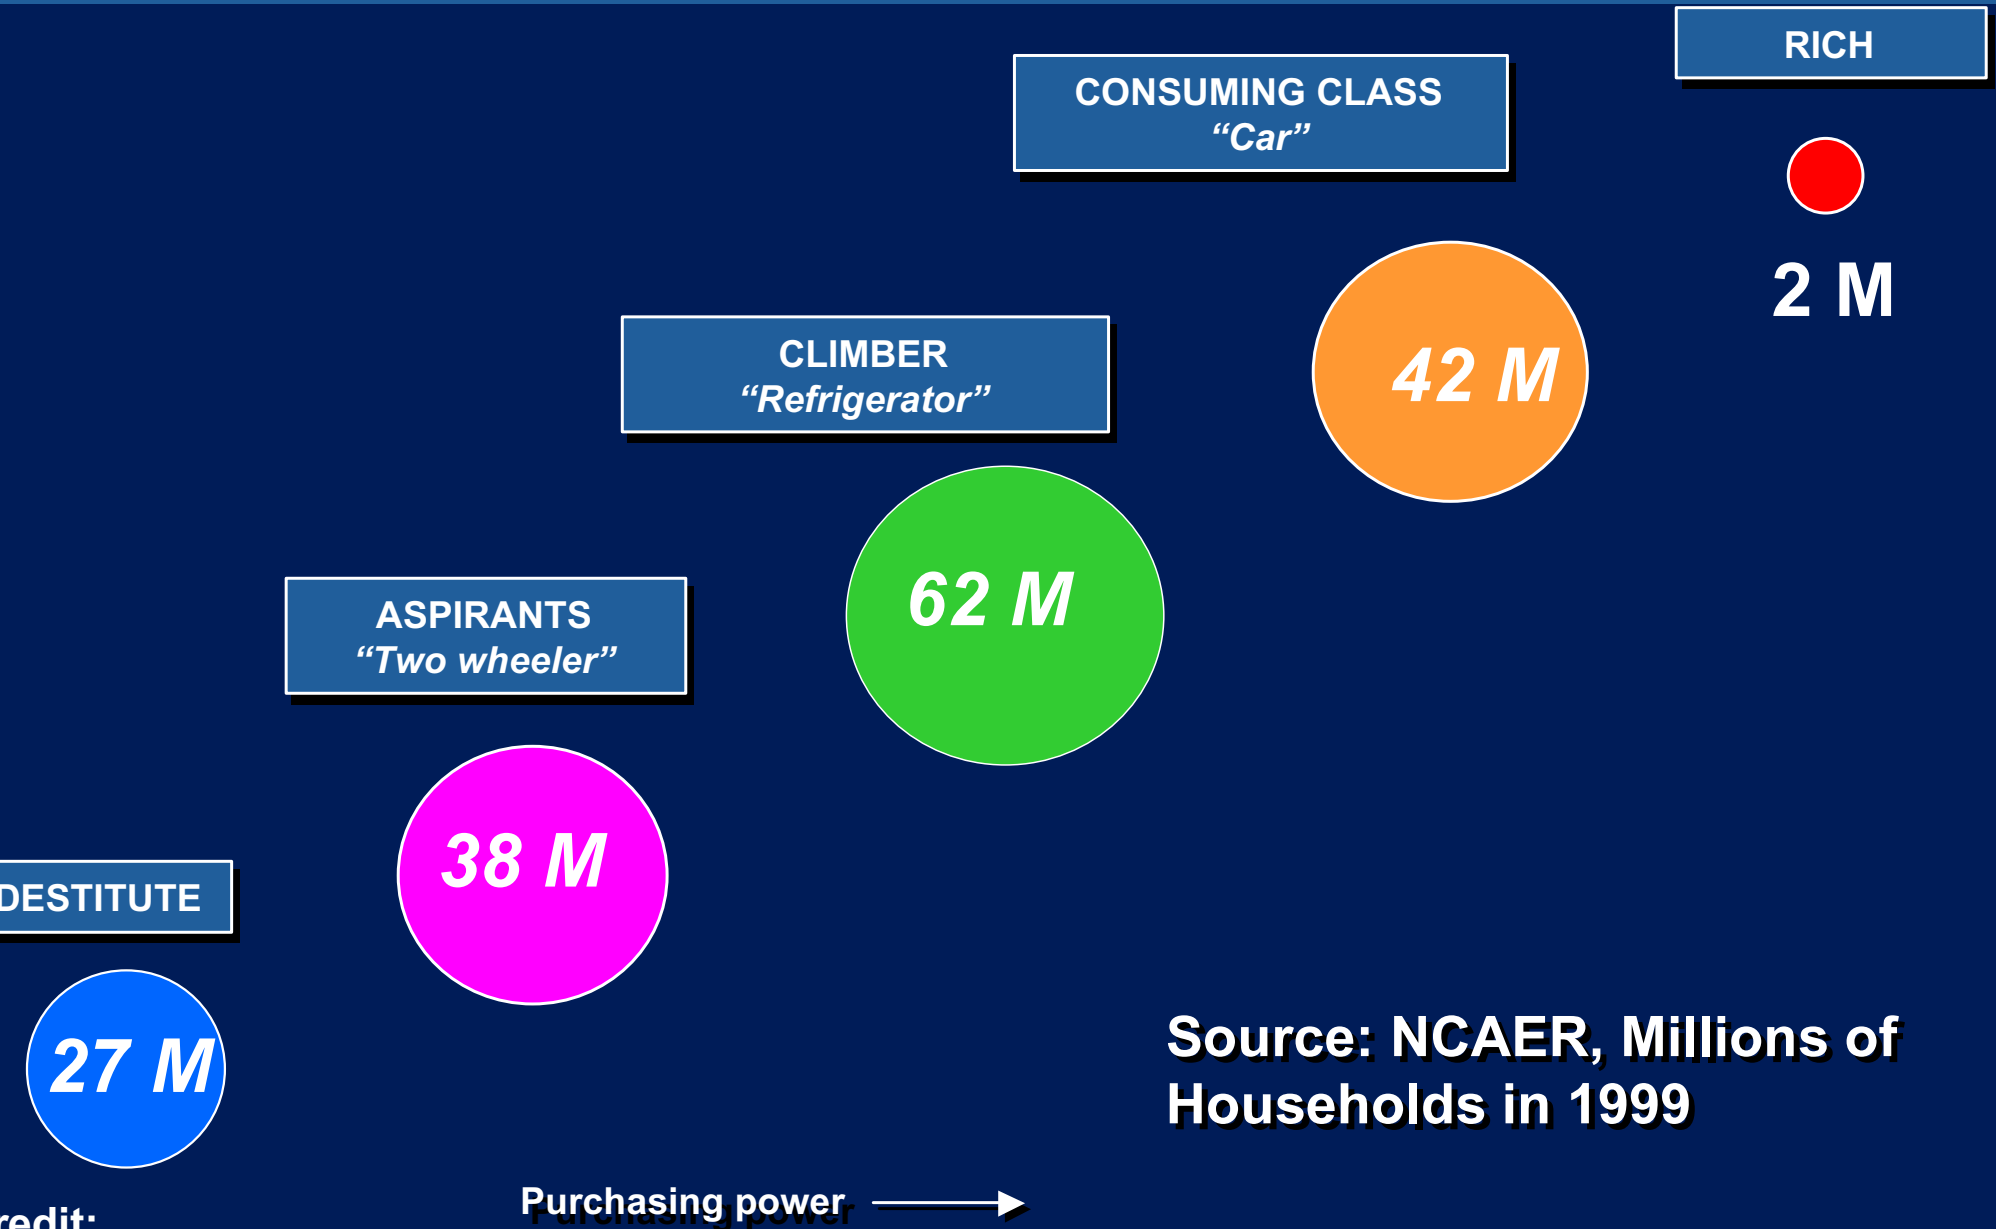 RICH
CONSUMING CLASS
“Car”
2 M
CLIMBER
“Refrigerator”
42 M
ASPIRANTS
“Two wheeler”
62 M
38 M
DESTITUTE
27 M
Source: NCAER, Millions of
Households in 1999
Purchasing power
redit: